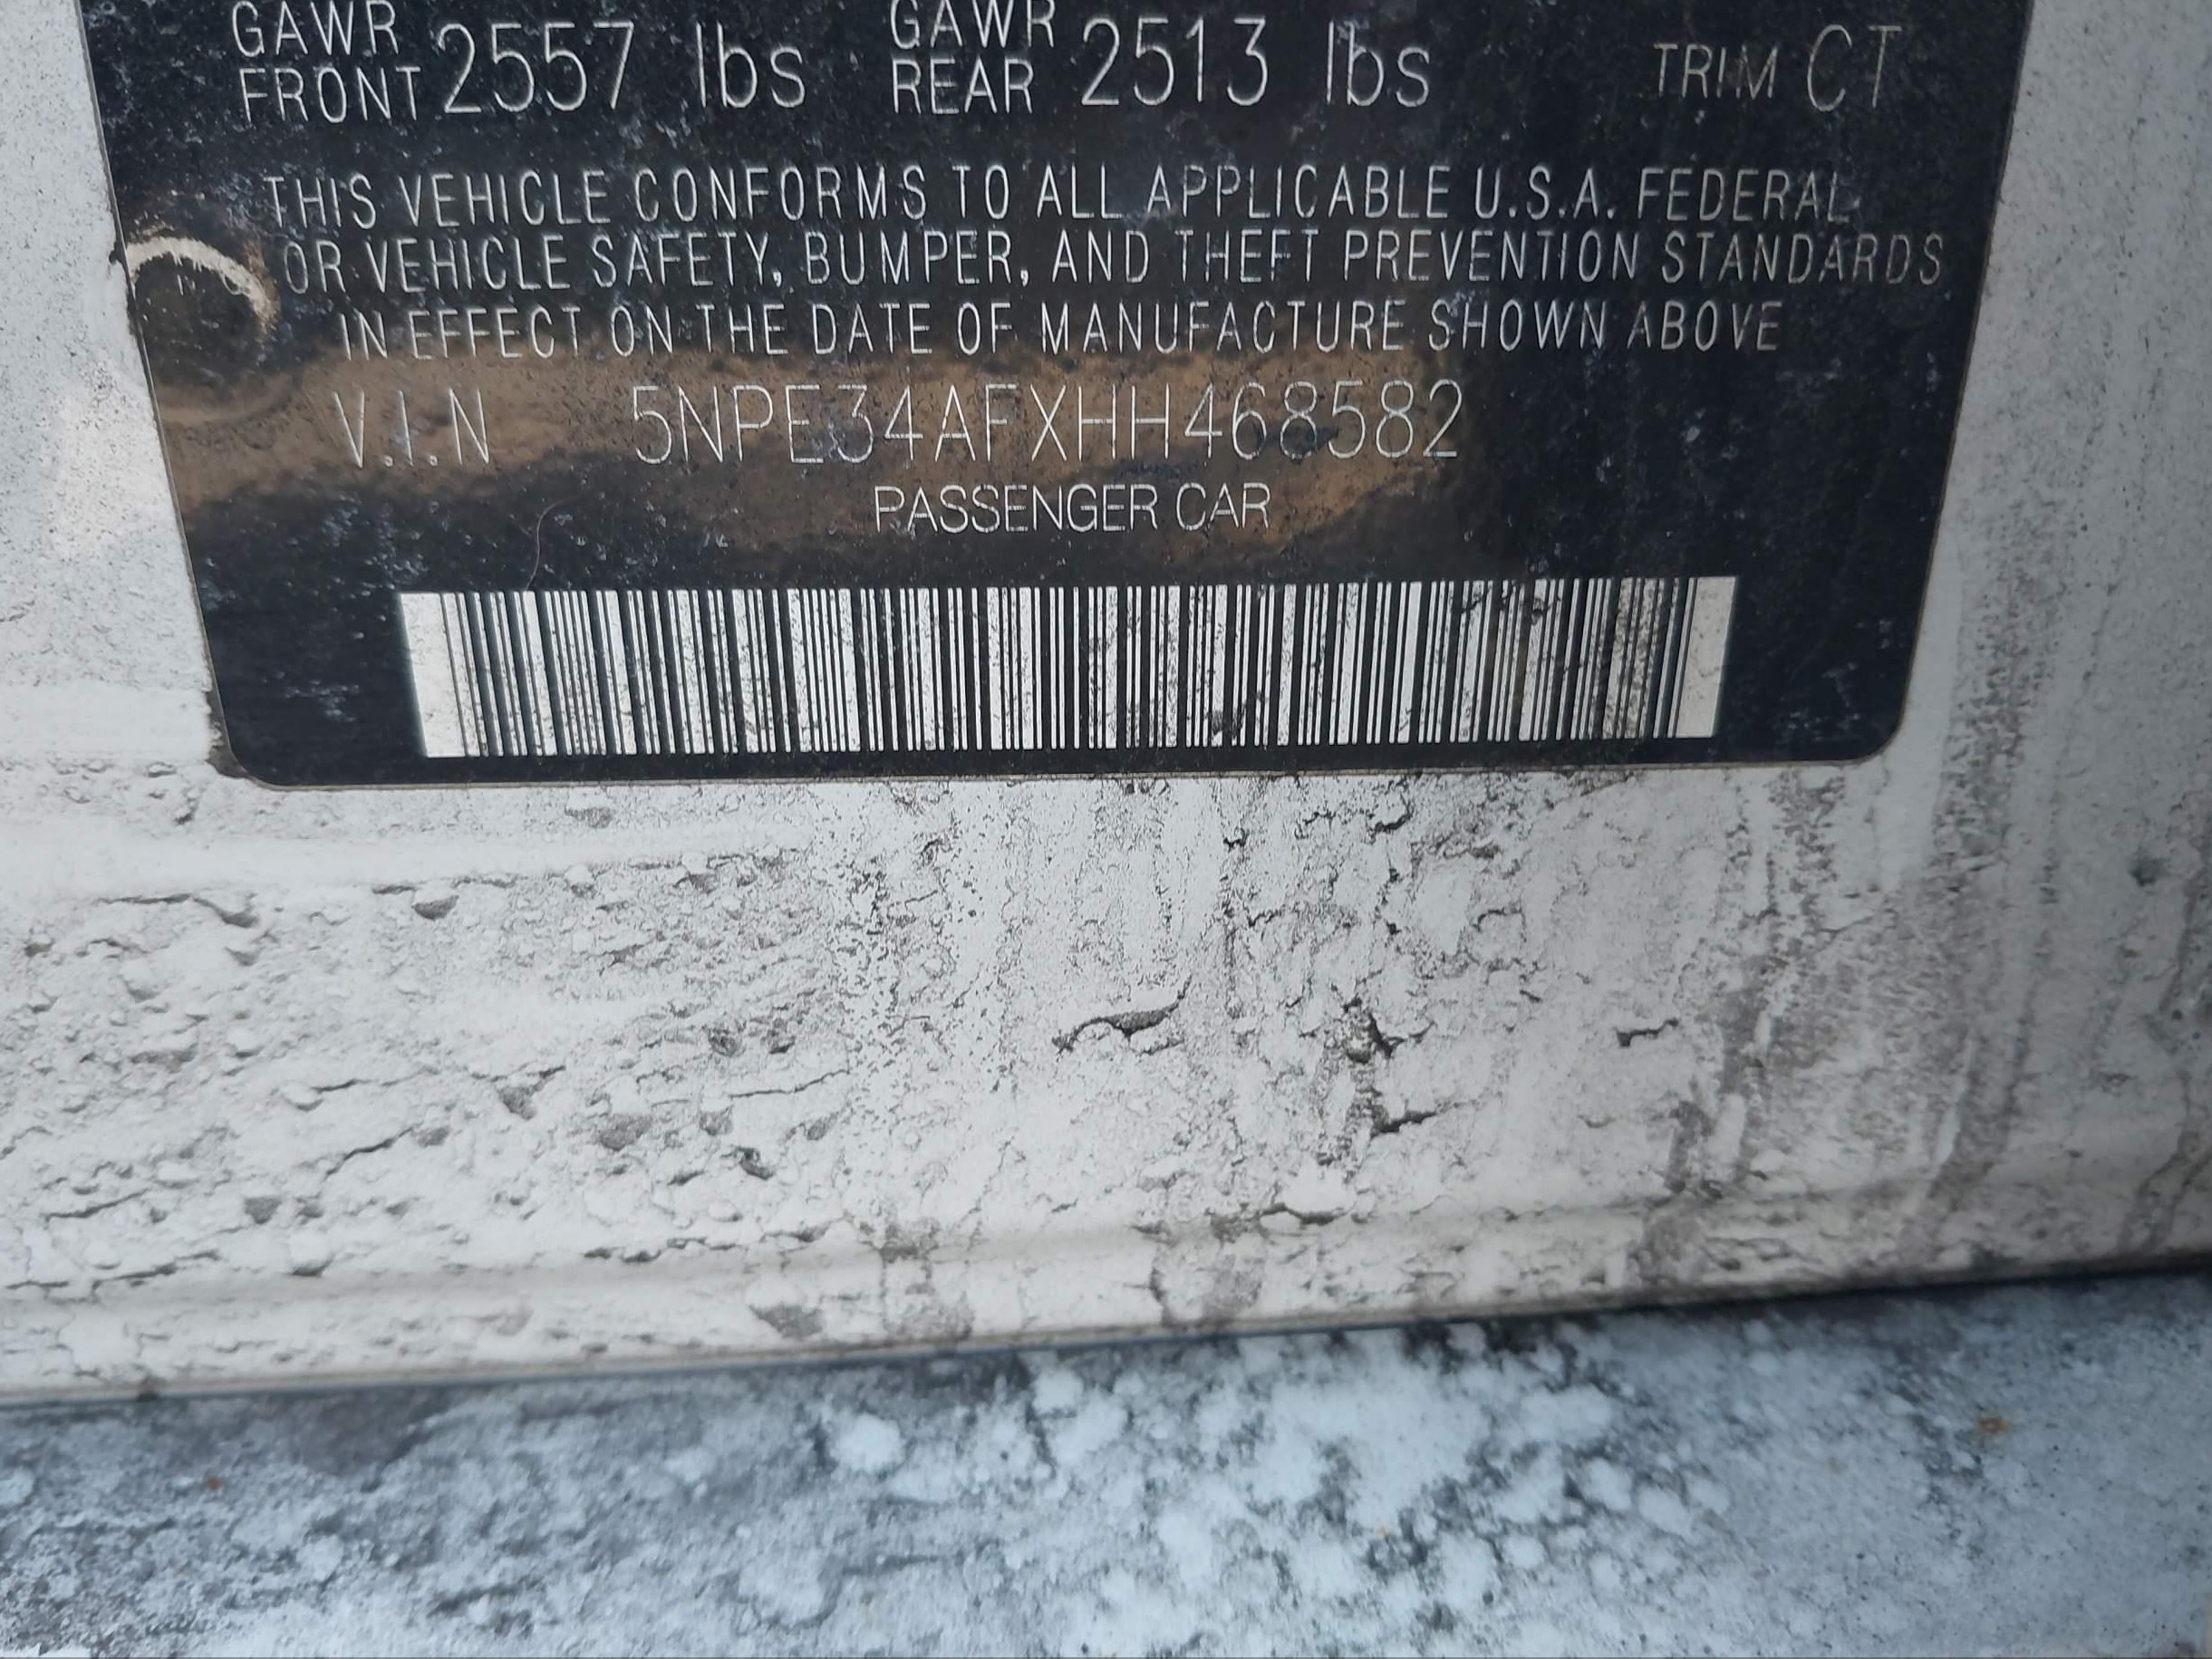 GAWR FRONT 2557 lbs GAWR REAR 2513 lbs TRIM CT
THIS VEHICLE CONFORMS TO ALL APPLICABLE U.S.A. FEDERAL
OR VEHICLE SAFETY, BUMPER, AND THEFT PREVENTION STANDARDS
IN EFFECT ON THE DATE OF MANUFACTURE SHOWN ABOVE
V.I.N 5NPE34AFXHH468582
PASSENGER CAR